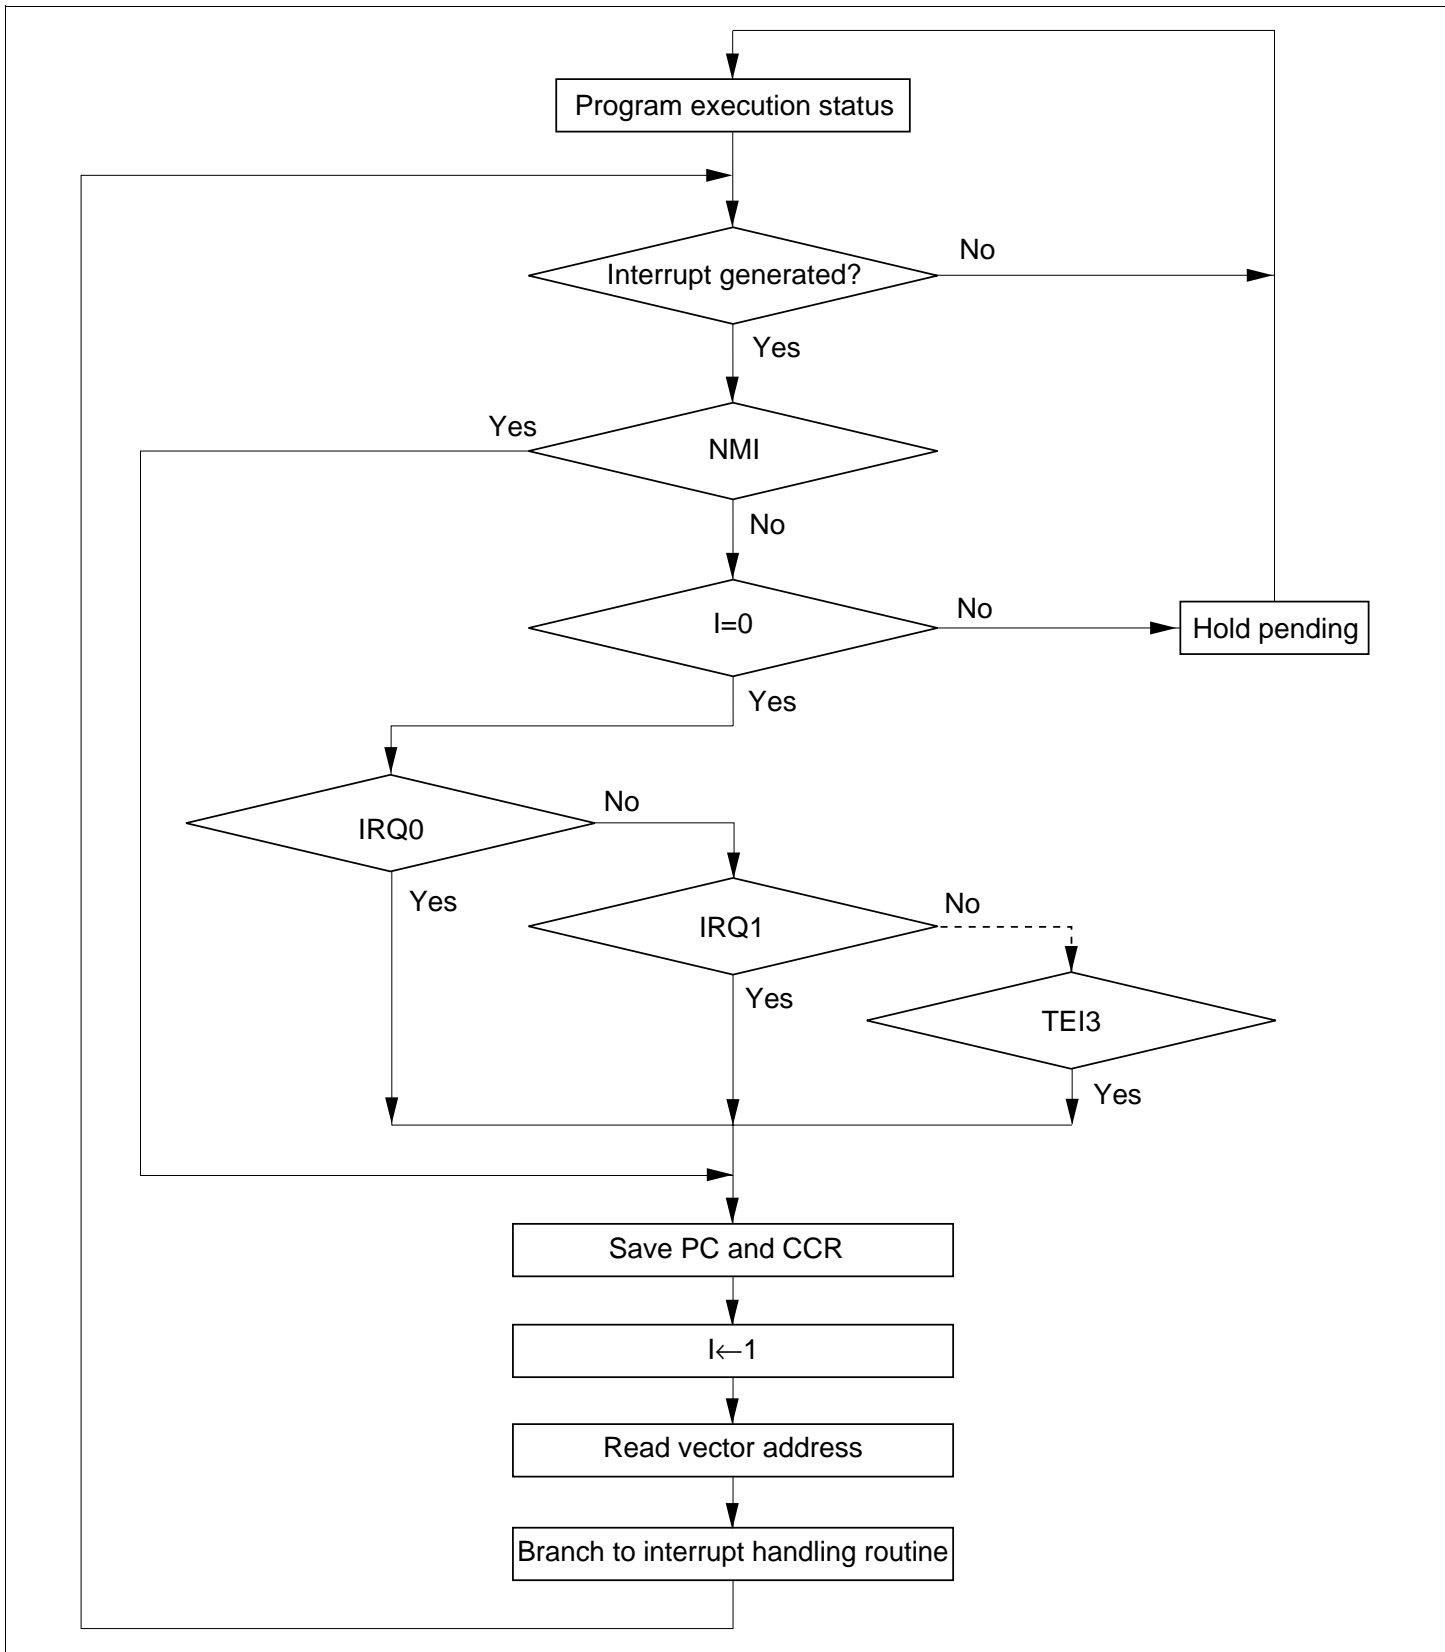 Program execution status
Interrupt generated?
No
Yes
Yes
NMI
No
I=0
No
Hold pending
Yes
IRQ0
No
Yes
IRQ1
No
Yes
TEI3
Yes
Save PC and CCR
I←1
Read vector address
Branch to interrupt handling routine